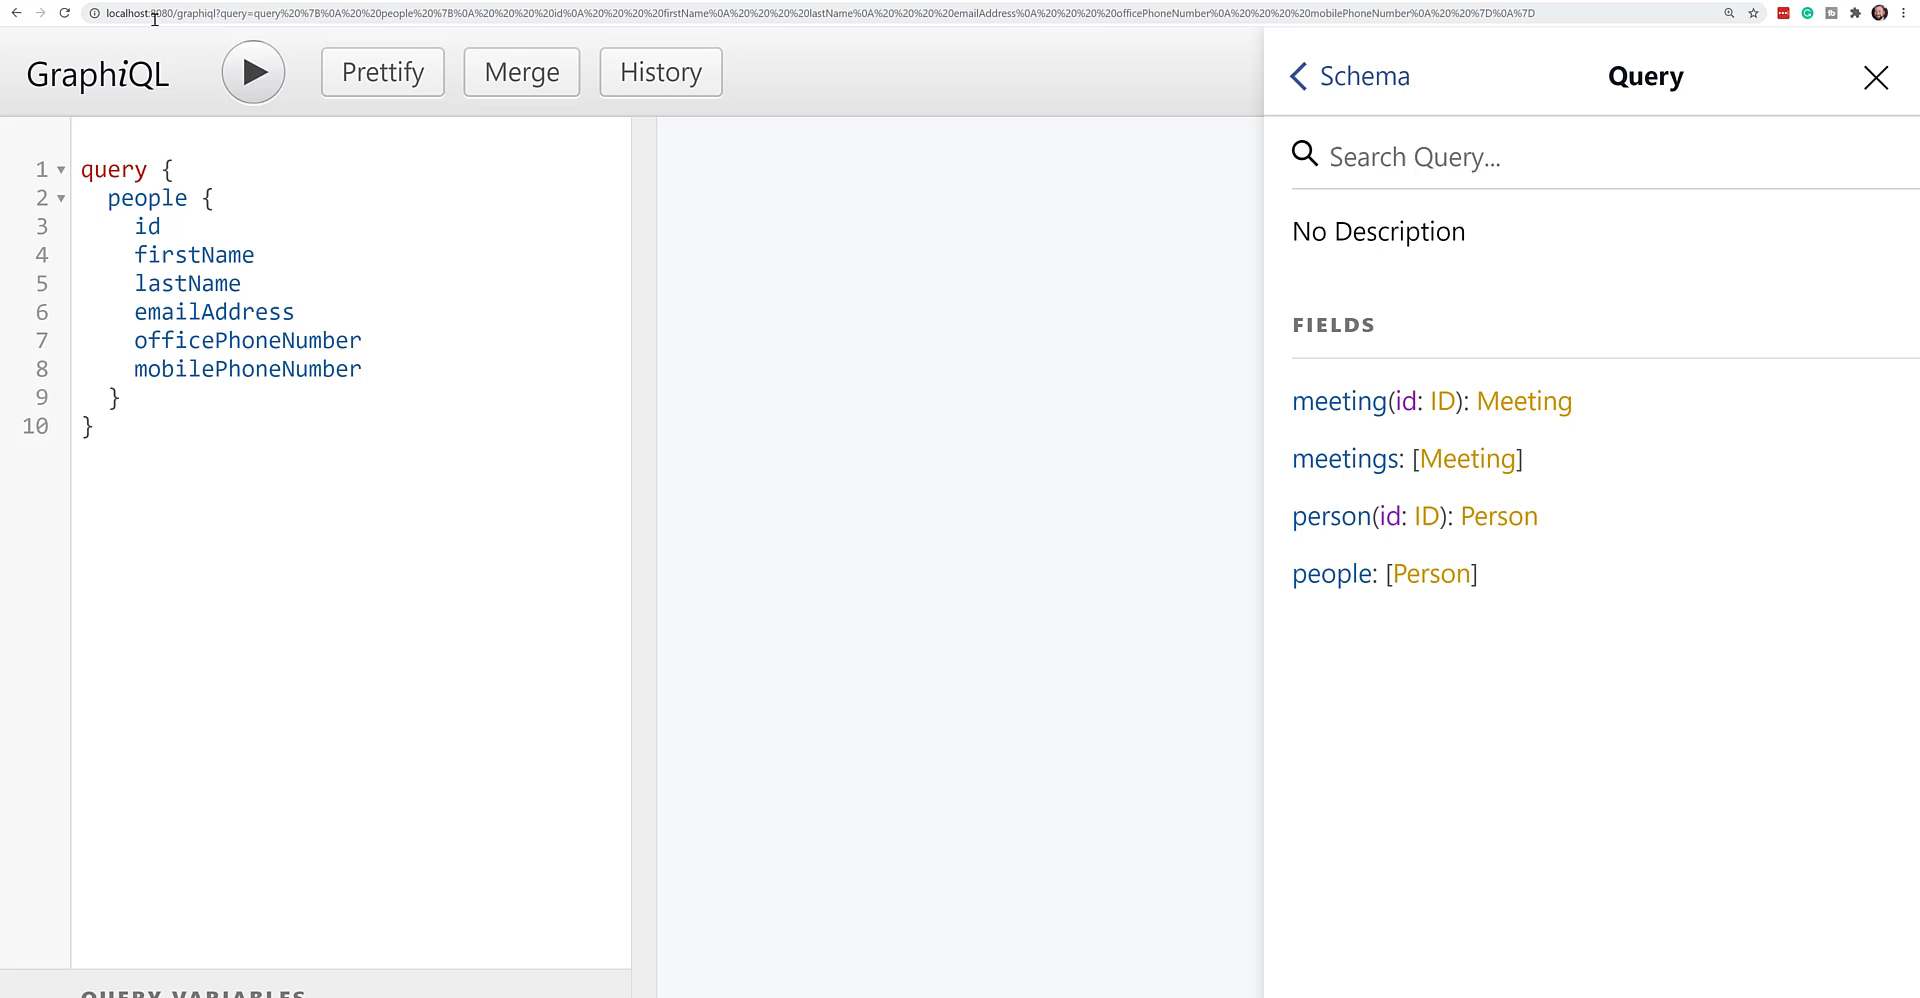 localhost:8080/graphiql?query=query%20%7B%0A%20%20people%20%7B%0A%20%20%20%20id%0A%20%20%20%20firstName%0A%20%20%20%20lastName%0A%20%20%20%20emailAddress%0A%20%20%20%20officePhoneNumber%0A%20%20%20%20mobilePhoneNumber%0A%20%20%7D%0A%7D
GraphiQL
Prettify
Merge
History
Schema
Query
1 query {
2 people {
3 id
4 firstName
5 lastName
6 emailAddress
7 officePhoneNumber
8 mobilePhoneNumber
9 }
10 }
QUERY VARIABLES
Search Query...
No Description
FIELDS
meeting(id: ID): Meeting
meetings: [Meeting]
person(id: ID): Person
people: [Person]